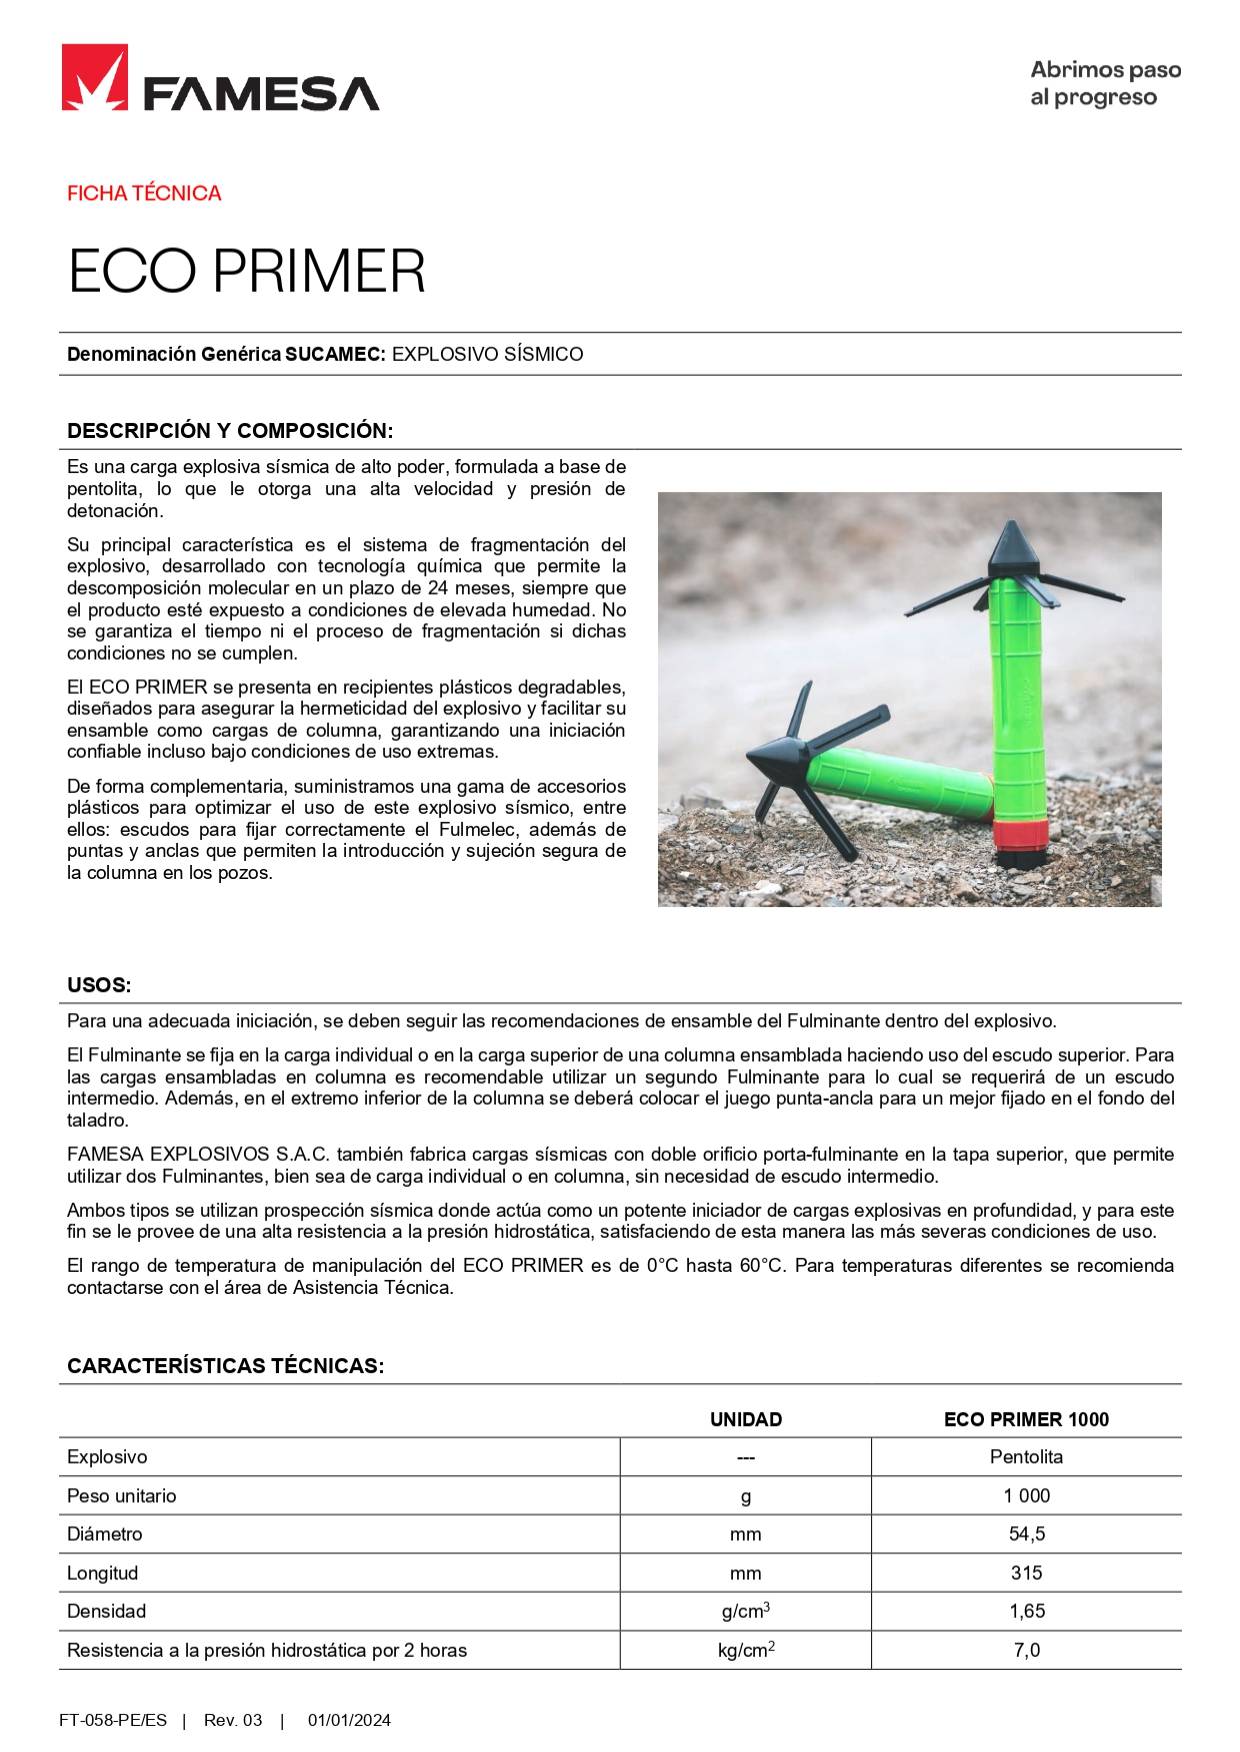 FAMESA
Abrimos paso
al progreso
FICHA TÉCNICA
ECO PRIMER
Denominación Genérica SUCAMEC: EXPLOSIVO SÍSMICO
DESCRIPCIÓN Y COMPOSICIÓN:
Es una carga explosiva sísmica de alto poder, formulada a base de
pentolita, lo que le otorga una alta velocidad y presión de
detonación.
Su principal característica es el sistema de fragmentación del
explosivo, desarrollado con tecnología química que permite la
descomposición molecular en un plazo de 24 meses, siempre que
el producto esté expuesto a condiciones de elevada humedad. No
se garantiza el tiempo ni el proceso de fragmentación si dichas
condiciones no se cumplen.
El ECO PRIMER se presenta en recipientes plásticos degradables,
diseñados para asegurar la hermeticidad del explosivo y facilitar su
ensamble como cargas de columna, garantizando una iniciación
confiable incluso bajo condiciones de uso extremas.
De forma complementaria, suministramos una gama de accesorios
plásticos para optimizar el uso de este explosivo sísmico, entre
ellos: escudos para fijar correctamente el Fulmelec, además de
puntas y anclas que permiten la introducción y sujeción segura de
la columna en los pozos.
USOS:
Para una adecuada iniciación, se deben seguir las recomendaciones de ensamble del Fulminante dentro del explosivo.
El Fulminante se fija en la carga individual o en la carga superior de una columna ensamblada haciendo uso del escudo superior. Para
las cargas ensambladas en columna es recomendable utilizar un segundo Fulminante para lo cual se requerirá de un escudo
intermedio. Además, en el extremo inferior de la columna se deberá colocar el juego punta-ancla para un mejor fijado en el fondo del
taladro.
FAMESA EXPLOSIVOS S.A.C. también fabrica cargas sísmicas con doble orificio porta-fulminante en la tapa superior, que permite
utilizar dos Fulminantes, bien sea de carga individual o en columna, sin necesidad de escudo intermedio.
Ambos tipos se utilizan prospección sísmica donde actúa como un potente iniciador de cargas explosivas en profundidad, y para este
fin se le provee de una alta resistencia a la presión hidrostática, satisfaciendo de esta manera las más severas condiciones de uso.
El rango de temperatura de manipulación del ECO PRIMER es de 0°C hasta 60°C. Para temperaturas diferentes se recomienda
contactarse con el área de Asistencia Técnica.
CARACTERÍSTICAS TÉCNICAS:
UNIDAD ECO PRIMER 1000
Explosivo --- Pentolita
Peso unitario g 1 000
Diámetro mm 54,5
Longitud mm 315
Densidad g/cm³ 1,65
Resistencia a la presión hidrostática por 2 horas kg/cm² 7,0
FT-058-PE/ES | Rev. 03 | 01/01/2024